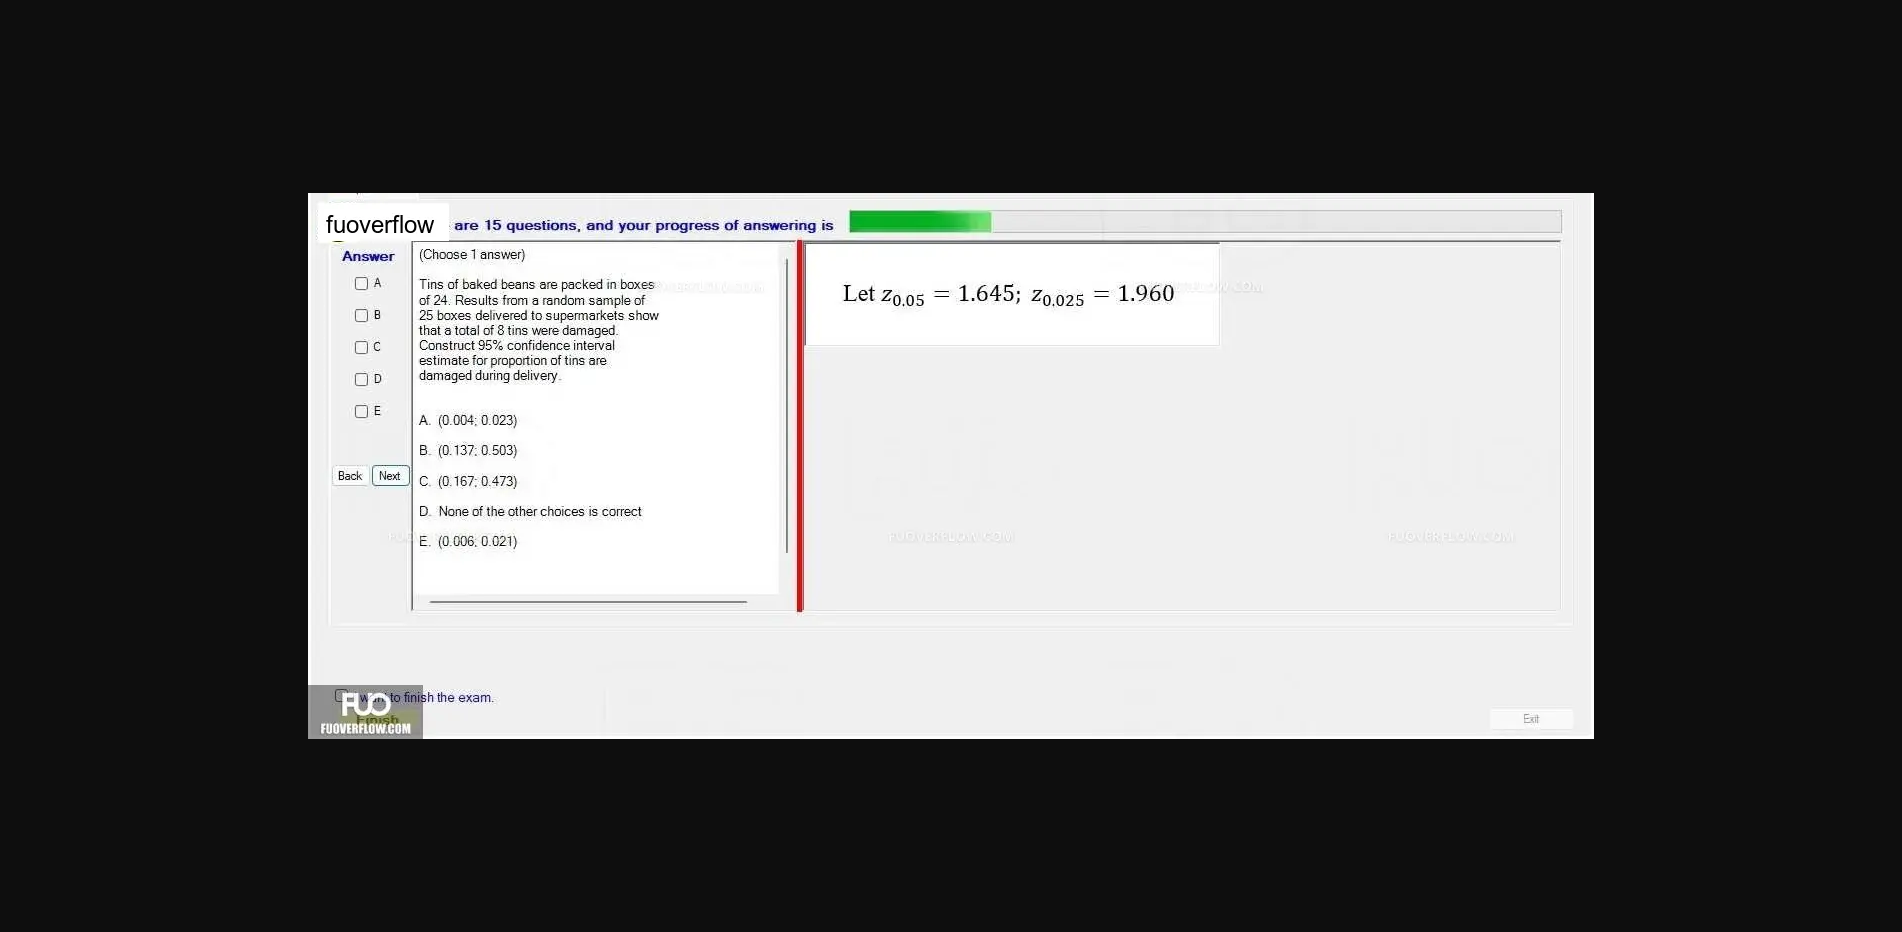 fuoverflow are 15 questions, and your progress of answering is
Answer
A
B
C
D
E
Back Next
(Choose 1 answer)
Tins of baked beans are packed in boxes
of 24. Results from a random sample of
25 boxes delivered to supermarkets show
that a total of 8 tins were damaged.
Construct 95% confidence interval
estimate for proportion of tins are
damaged during delivery.
A. (0.004; 0.023)
B. (0.137; 0.503)
C. (0.167; 0.473)
D. None of the other choices is correct
E. (0.006; 0.021)
Let z0.05 = 1.645; z0.025 = 1.960
FUOVERFLOW.COM
FUOVERFLOW.COM
want to finish the exam.
Finish
FUO
FUOVERFLOW.COM
Exit